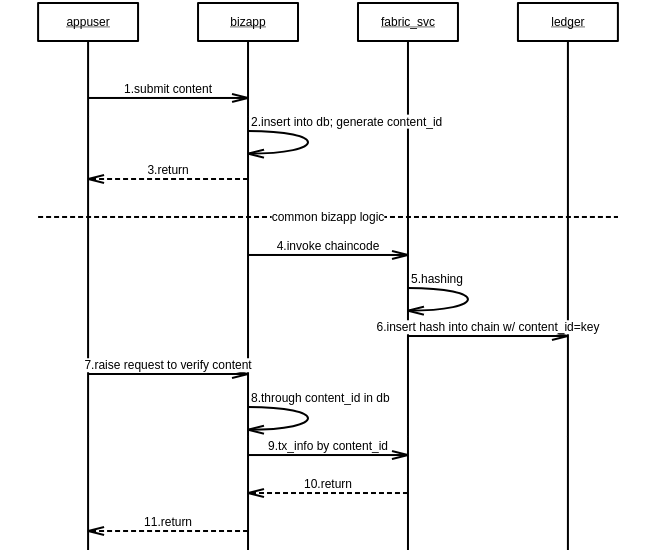 appuser
bizapp
fabric_svc
ledger
1.submit content
2.insert into db; generate content_id
3.return
common bizapp logic
4.invoke chaincode
5.hashing
6.insert hash into chain w/ content_id=key
7.raise request to verify content
8.through content_id in db
9.tx_info by content_id
10.return
11.return